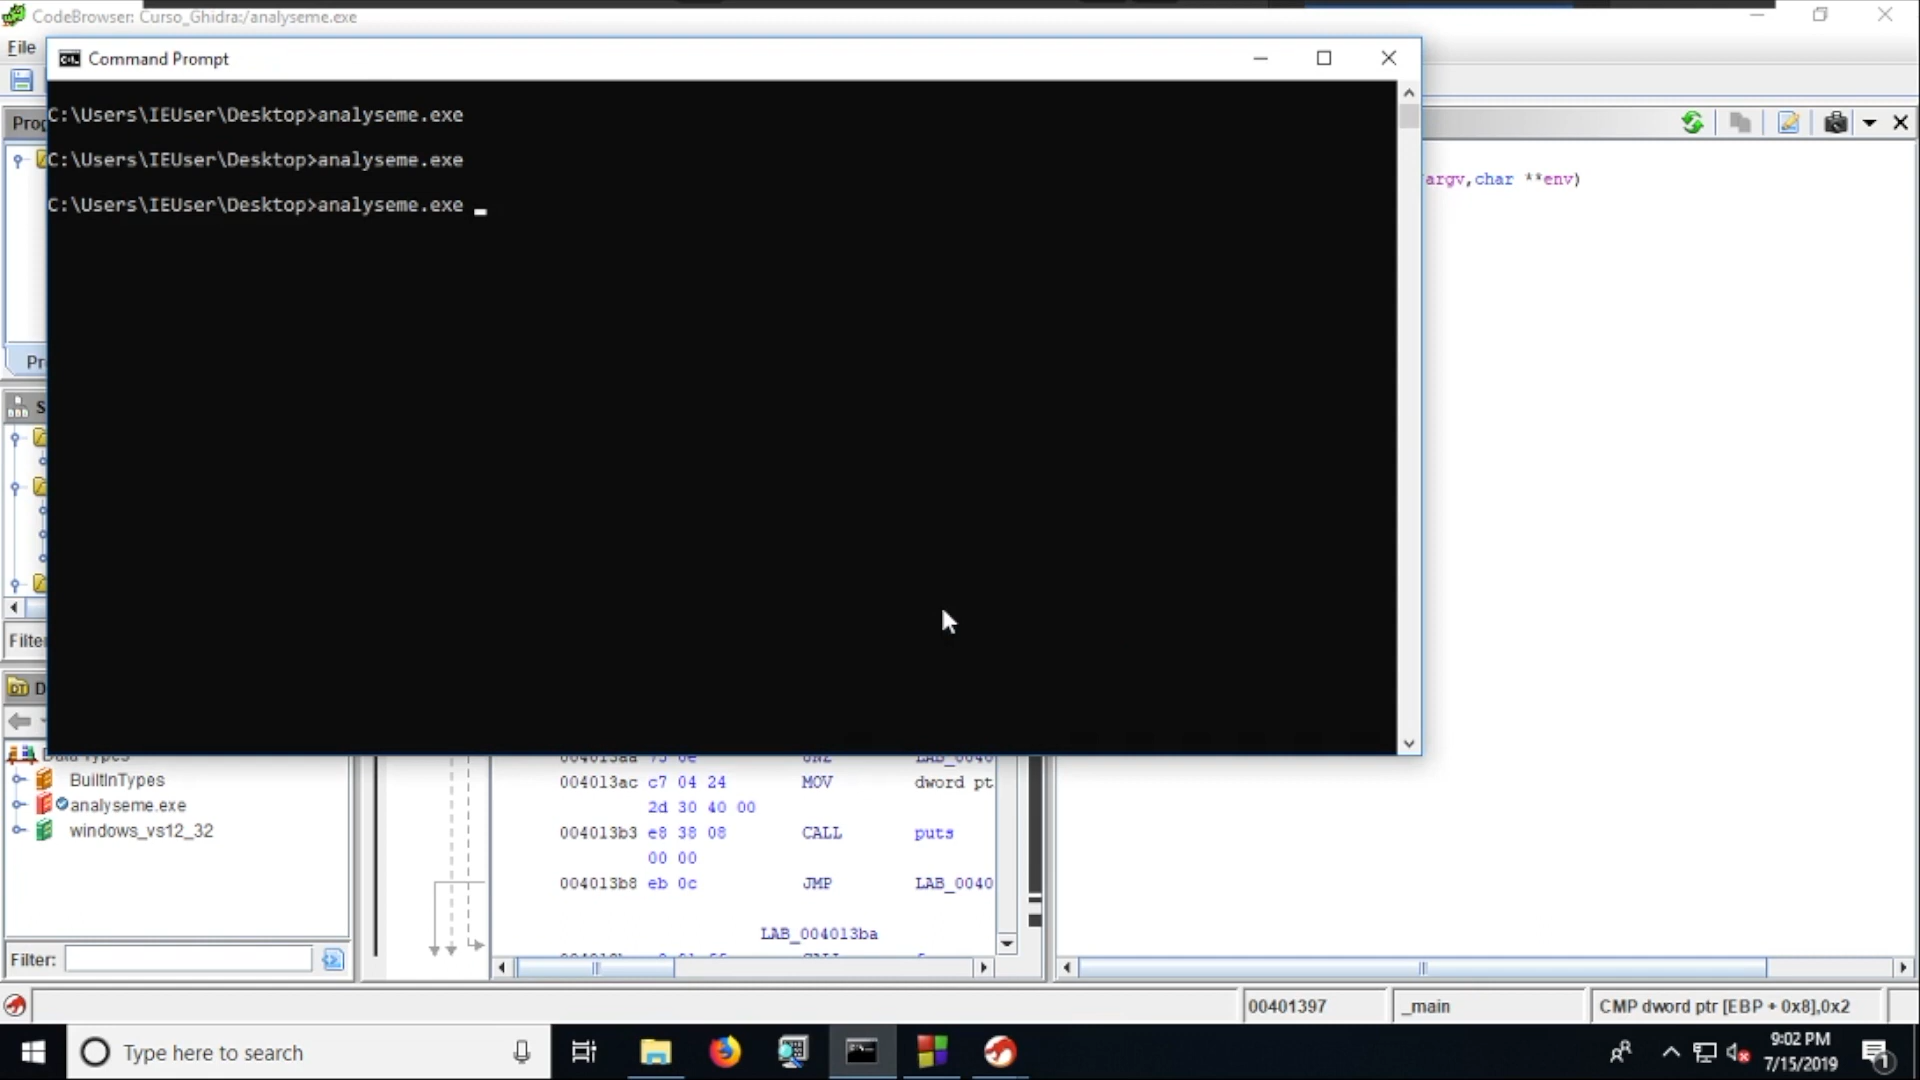 CodeBrowser: Curso_Ghidra:/analyseme.exe
File
Command Prompt
C:\Users\IEUser\Desktop>analyseme.exe
C:\Users\IEUser\Desktop>analyseme.exe
C:\Users\IEUser\Desktop>analyseme.exe
argv,char **env)
Data Types
BuiltInTypes
analyseme.exe
windows_vs12_32
Filter:
004013ac c7 04 24 MOV dword pt
2d 30 40 00
004013b3 e8 38 08 CALL puts
00 00
004013b8 eb 0c JMP LAB_0040
LAB_004013ba
00401397
_main
CMP dword ptr [EBP + 0x8],0x2
Type here to search
9:02 PM
7/15/2019
1